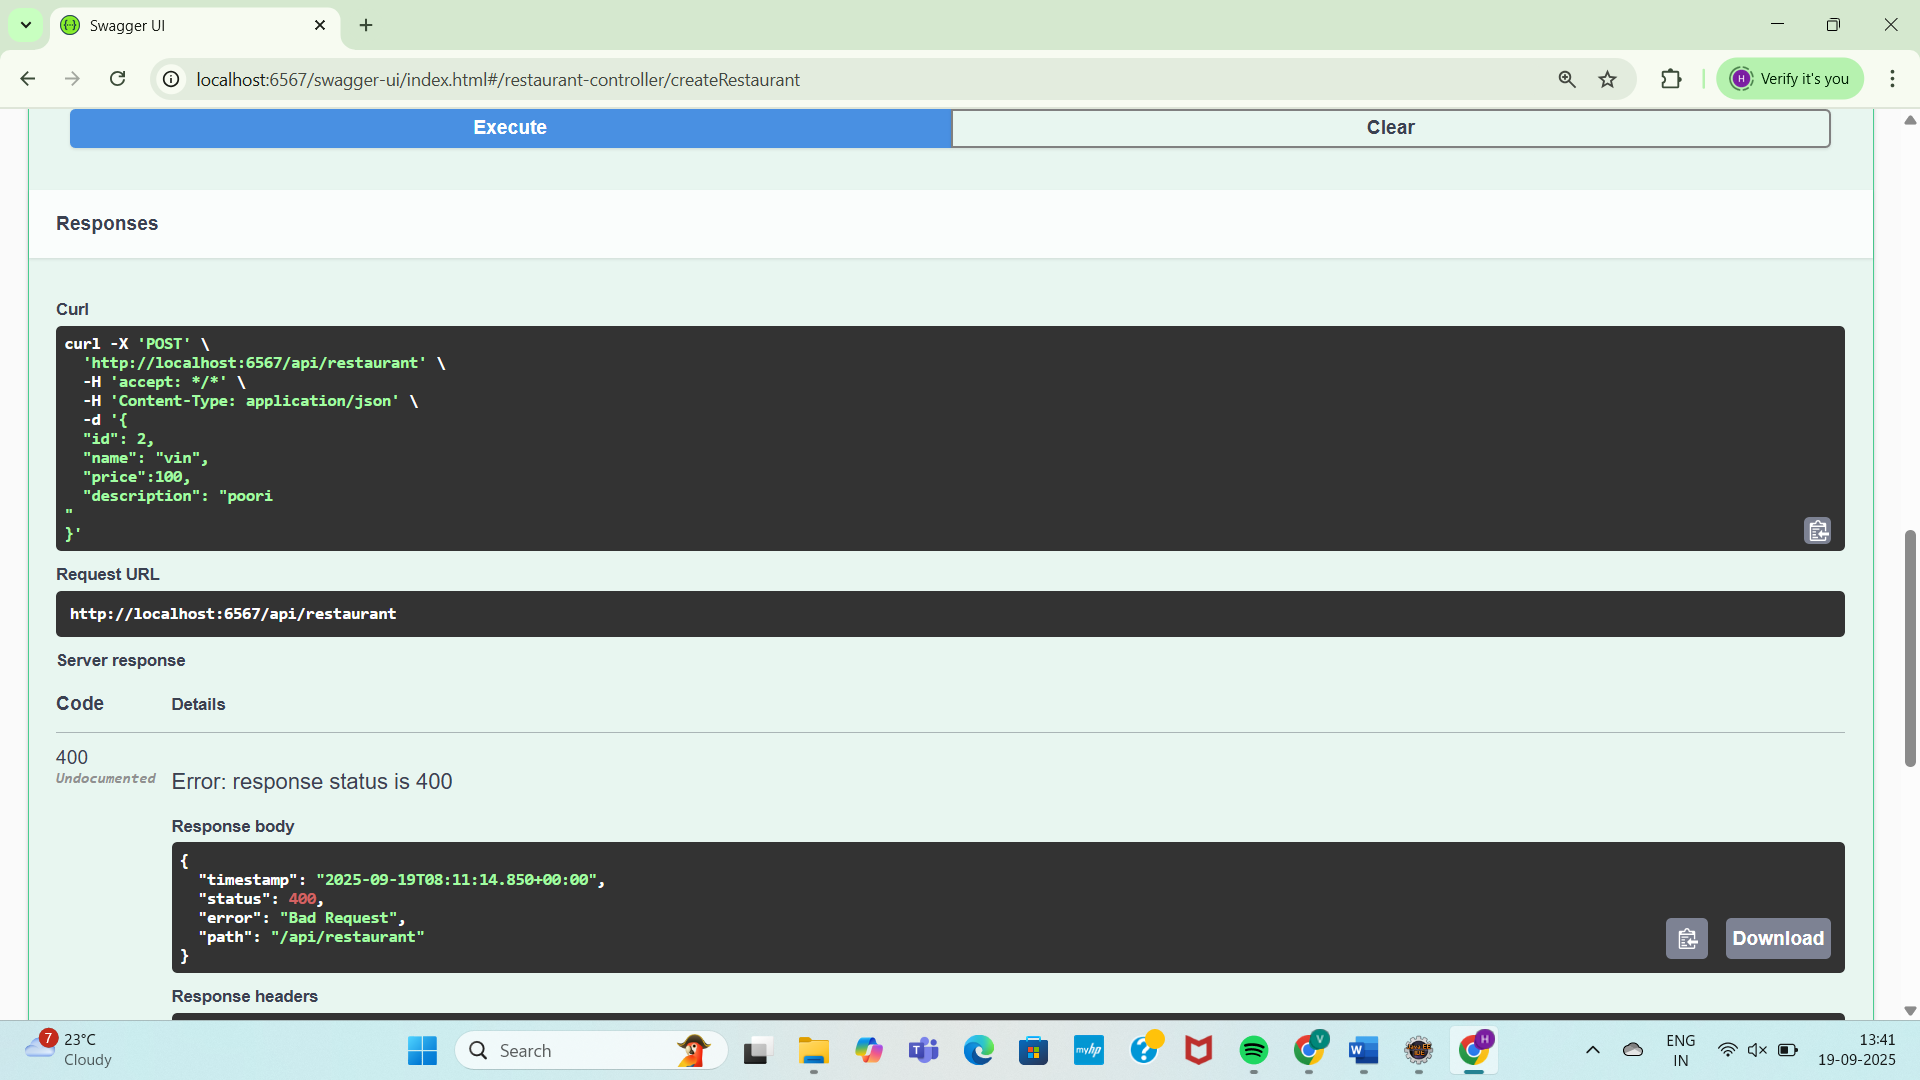 Swagger UI
localhost:6567/swagger-ui/index.html#/restaurant-controller/createRestaurant
H
Verify it's you
Execute
Clear
Responses
Curl
curl -X 'POST' \
  'http://localhost:6567/api/restaurant' \
  -H 'accept: */*' \
  -H 'Content-Type: application/json' \
  -d '{
  "id": 2,
  "name": "vin",
  "price":100,
  "description": "poori
"
}'
Request URL
http://localhost:6567/api/restaurant
Server response
Code
Details
400
Undocumented
Error: response status is 400
Response body
{
  "timestamp": "2025-09-19T08:11:14.850+00:00",
  "status": 400,
  "error": "Bad Request",
  "path": "/api/restaurant"
}
Download
Response headers
7
23°C
Cloudy
Search
myhp
V
H
ENG
IN
13:41
19-09-2025